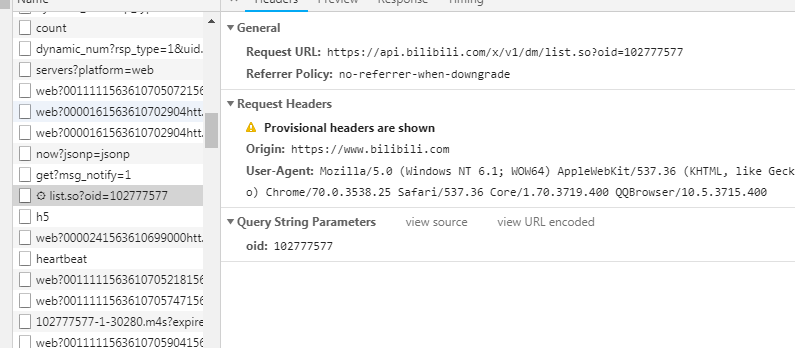 Name
Headers
Preview
Response
Timing
count
dynamic_num?rsp_type=1&uid.
servers?platform=web
web?00111115636107050721 56
web?0000161563610702904htt.
web?0000161563610702904htt.
now?jsonp=jsonp
get?msg_notify=1
list.so?oid=102777577
h5
web?0000241563610699000htt.
heartbeat
web?0011111563610705218156
web?0011111563610705747156
102777577-1-30280.m4s?expire
web?0011111563610705904156
General
Request URL: https://api.bilibili.com/x/v1/dm/list.so?oid=102777577
Referrer Policy: no-referrer-when-downgrade
Request Headers
Provisional headers are shown
Origin: https://www.bilibili.com
User-Agent: Mozilla/5.0 (Windows NT 6.1; WOW64) AppleWebKit/537.36 (KHTML, like Geck
o) Chrome/70.0.3538.25 Safari/537.36 Core/1.70.3719.400 QQBrowser/10.5.3715.400
Query String Parameters view source view URL encoded
oid: 102777577